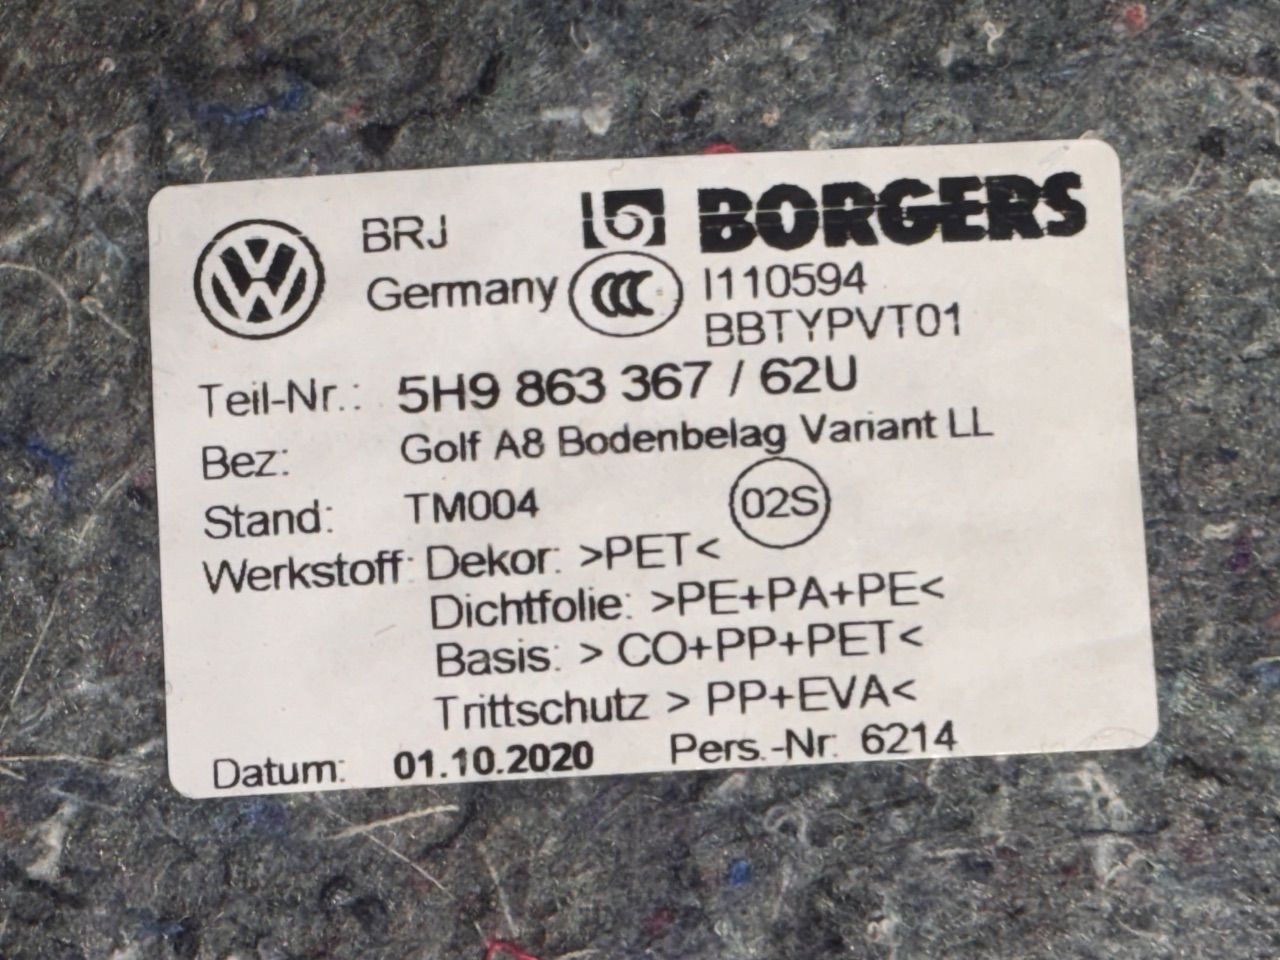 BRJ BORGERS
Germany CCC I110594
BBTYPVT01
Teil-Nr.: 5H9 863 367 / 62U
Bez: Golf A8 Bodenbelag Variant LL
Stand: TM004 02S
Werkstoff: Dekor: >PET<
Dichtfolie: >PE+PA+PE<
Basis: > CO+PP+PET<
Trittschutz > PP+EVA<
Datum: 01.10.2020 Pers.-Nr. 6214